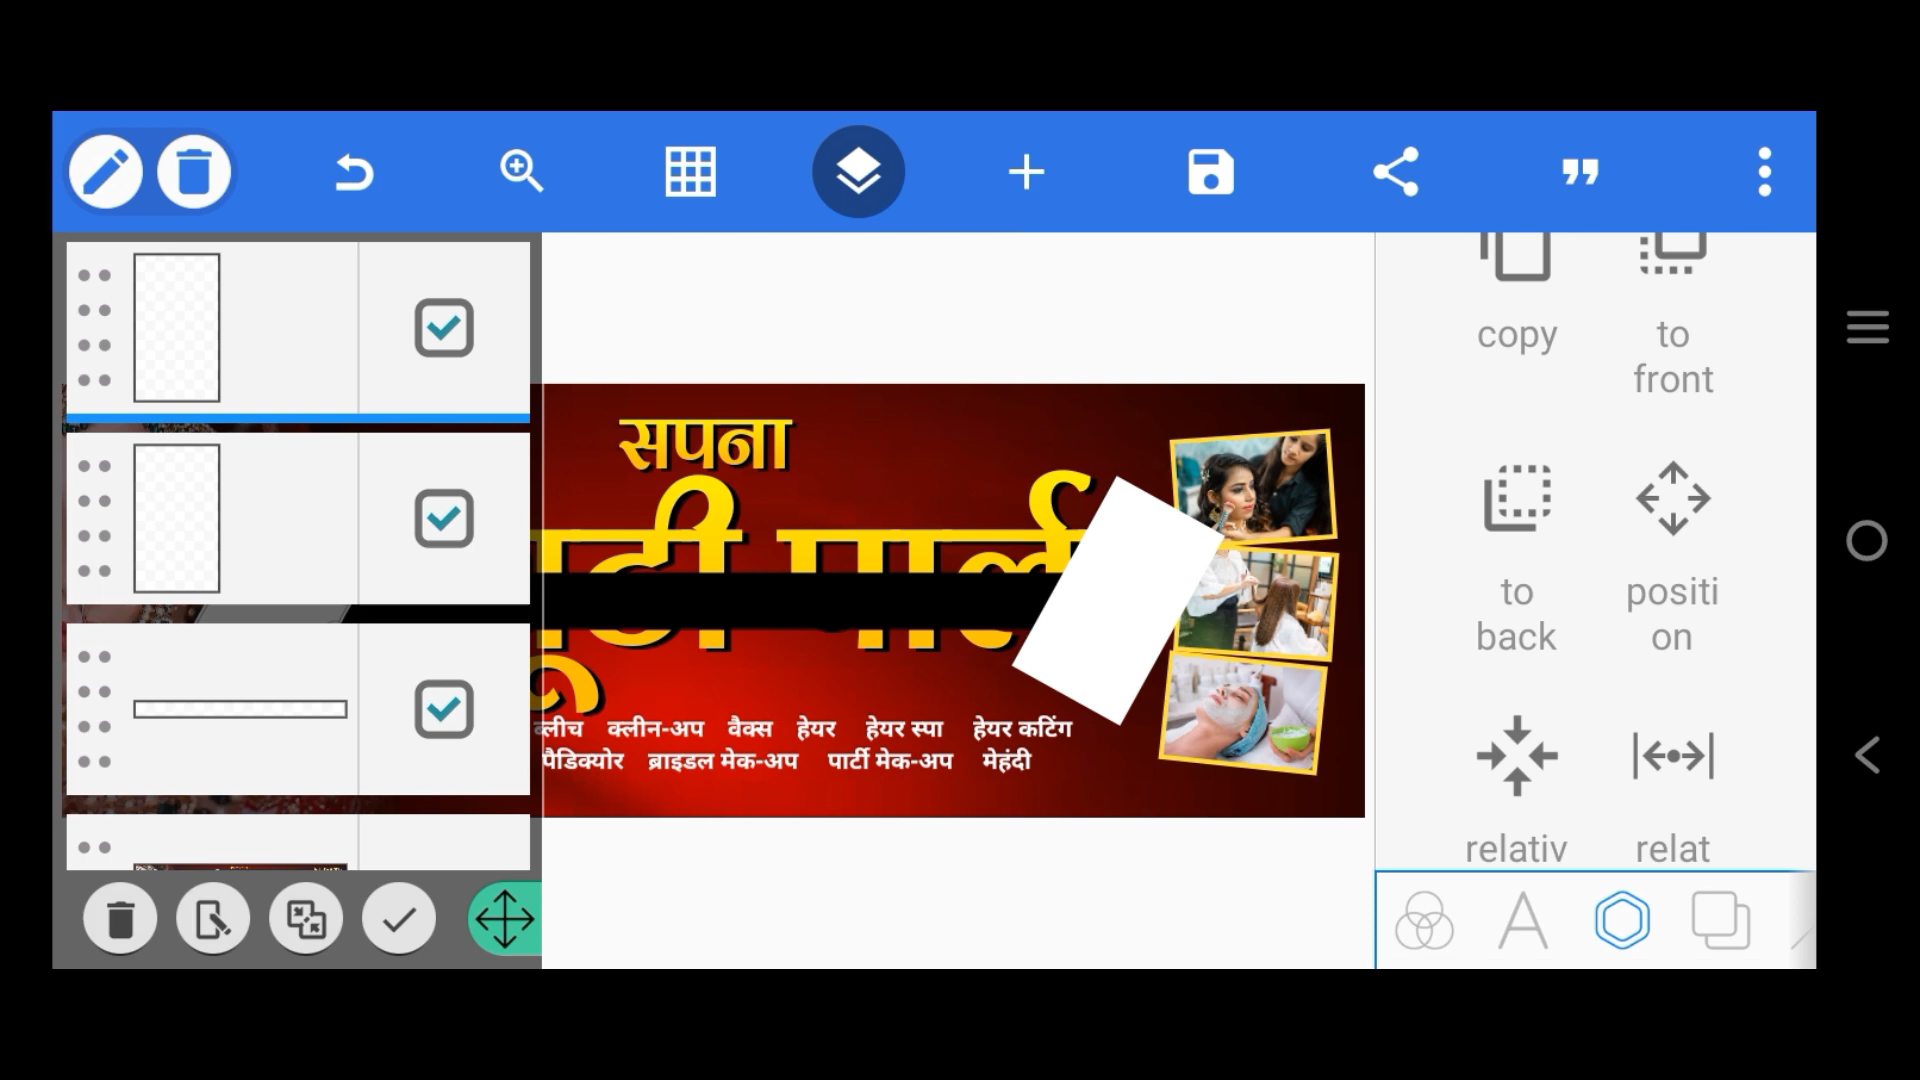 सपना
ूटी पार्ल
ब्लीच क्लीन-अप वैक्स हेयर हेयर स्पा हेयर कटिंग
पैडिक्योर ब्राइडल मेक-अप पार्टी मेक-अप मेहंदी
copy
to
front
to
back
positi
on
relativ
relat